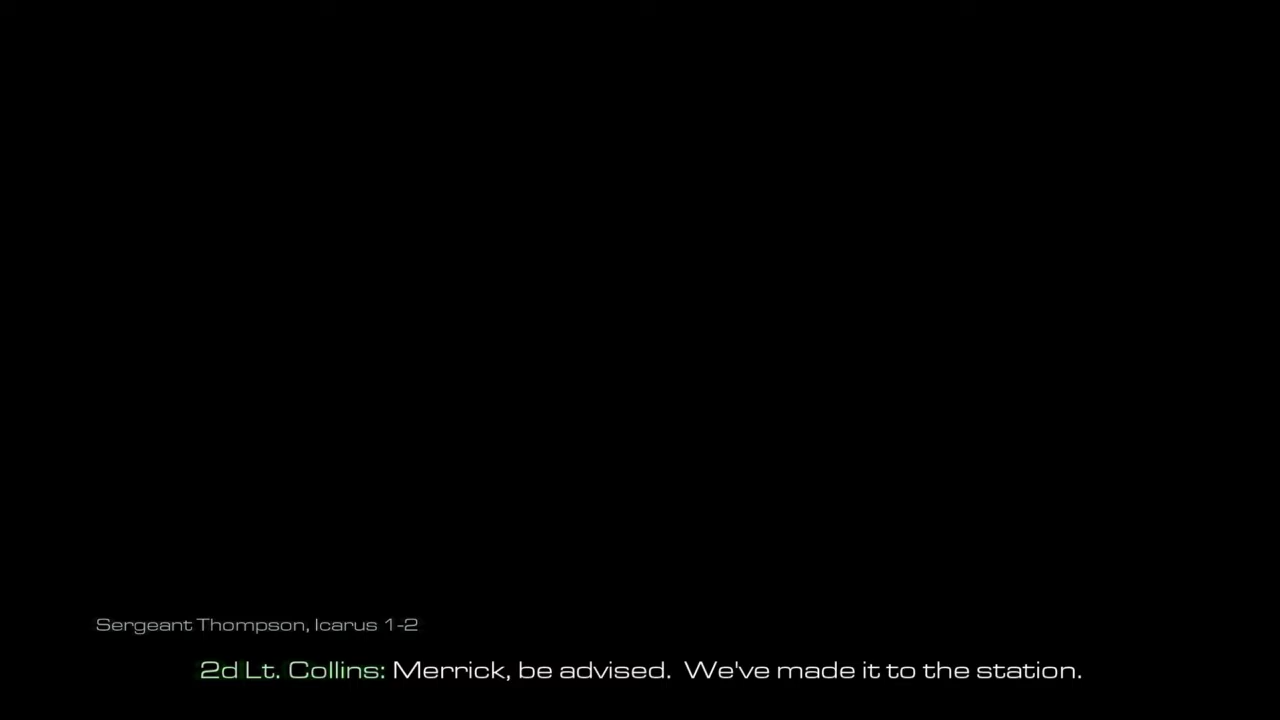 Sergeant Thompson, Icarus 1-2
2d Lt. Collins: Merrick, be advised.  We've made it to the station.